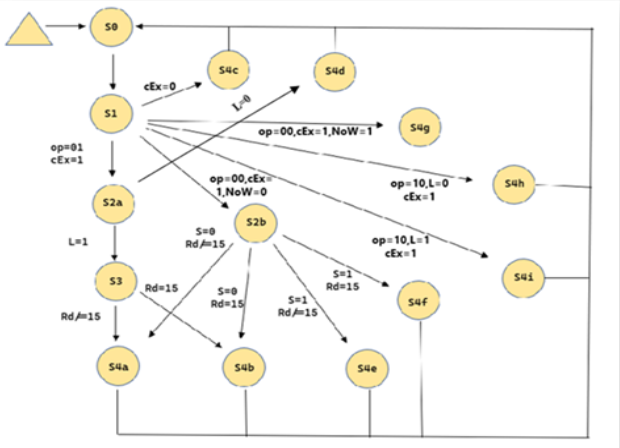 S0
S4c
S4d
cEx=0
L=0
S1
S4g
op=00,cEx=1,NoW=1
op=01
cEx=1
op=10,L=0
cEx=1
S4h
op=00,cEx=
1,NoW=0
S2a
S2b
S=0
Rd/=15
op=10,L=1
cEx=1
L=1
S=1
Rd=15
S4i
S3
Rd=15
S=0
Rd=15
S=1
Rd/=15
S4f
Rd/=15
S4a
S4b
S4e